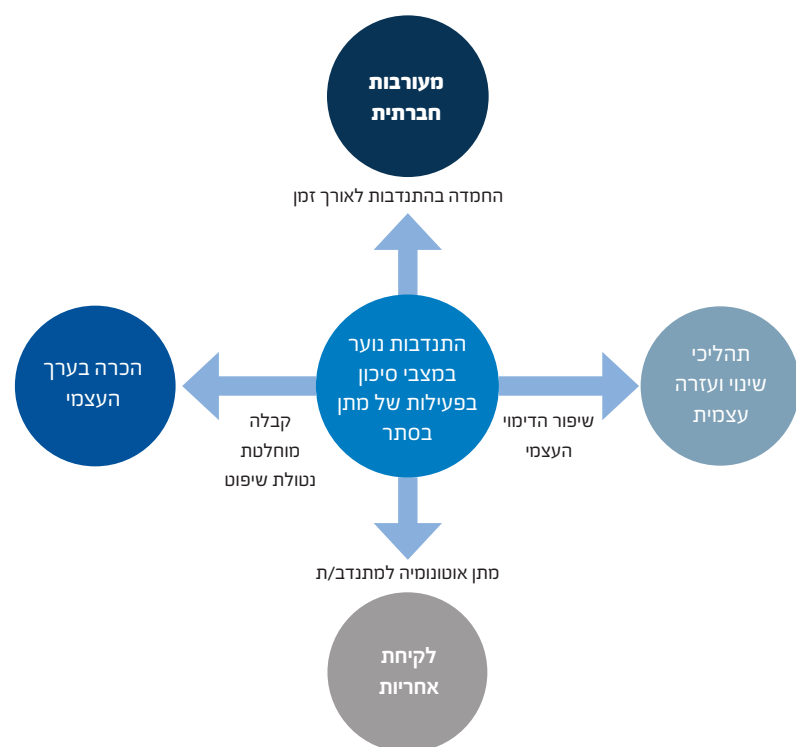 מעורבות
חברתית
החמדה בהתנדבות לאורך זמן
תהליכי
שינוי ועזרה
עצמית
שיפור הדימוי
העצמי
התנדבות נוער
במצבי סיכון
בפעילות של מתן
בסתר
קבלה
מוחלטת
נטולת שיפוט
הכרה בערך
העצמי
מתן אוטונומיה למתנדב/ת
לקיחת
אחריות